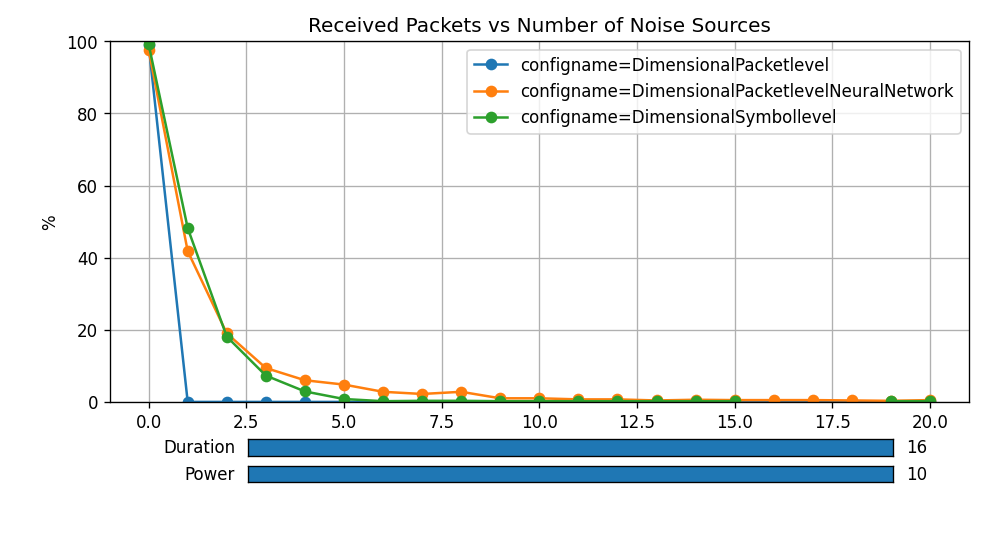 Received Packets vs Number of Noise Sources
%
100
80
60
40
20
0
configname=DimensionalPacketlevel
configname=DimensionalPacketlevelNeuralNetwork
configname=DimensionalSymbollevel
0.0 2.5 5.0 7.5 10.0 12.5 15.0 17.5 20.0
Duration 16
Power 10